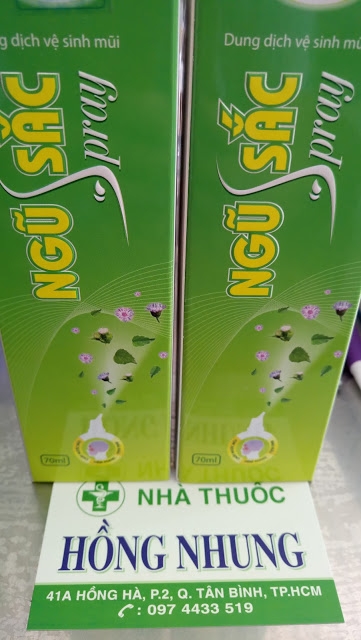 Dung dịch vệ sinh mũi
NGŨ SẮC
Spray
70ml
Dung dịch vệ sinh mũi
NGŨ SẮC
Spray
70ml
NHÀ THUỐC
HỒNG NHUNG
41A HỒNG HÀ, P.2, Q. TÂN BÌNH, TP.HCM
: 097 4433 519